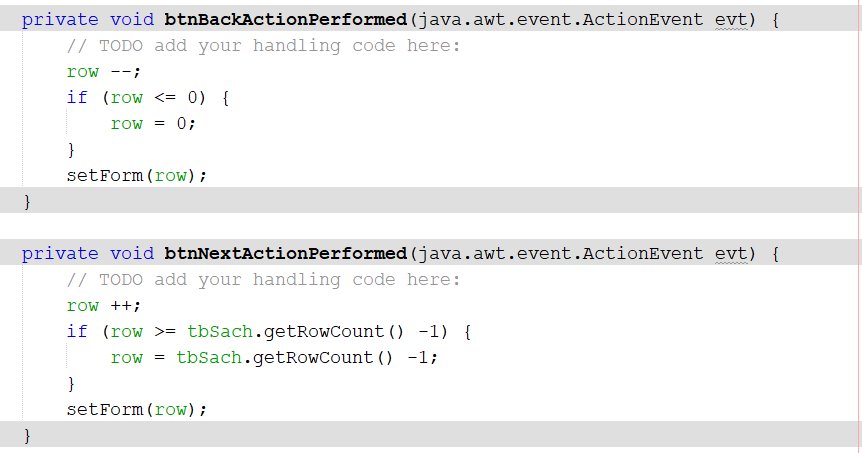 private void btnBackActionPerformed(java.awt.event.ActionEvent evt) {
// TODO add your handling code here:
row --;
if (row <= 0) {
row = 0;
}
setForm(row);
}
private void btnNextActionPerformed(java.awt.event.ActionEvent evt) {
// TODO add your handling code here:
row ++;
if (row >= tbSach.getRowCount() -1) {
row = tbSach.getRowCount() -1;
}
setForm(row);
}